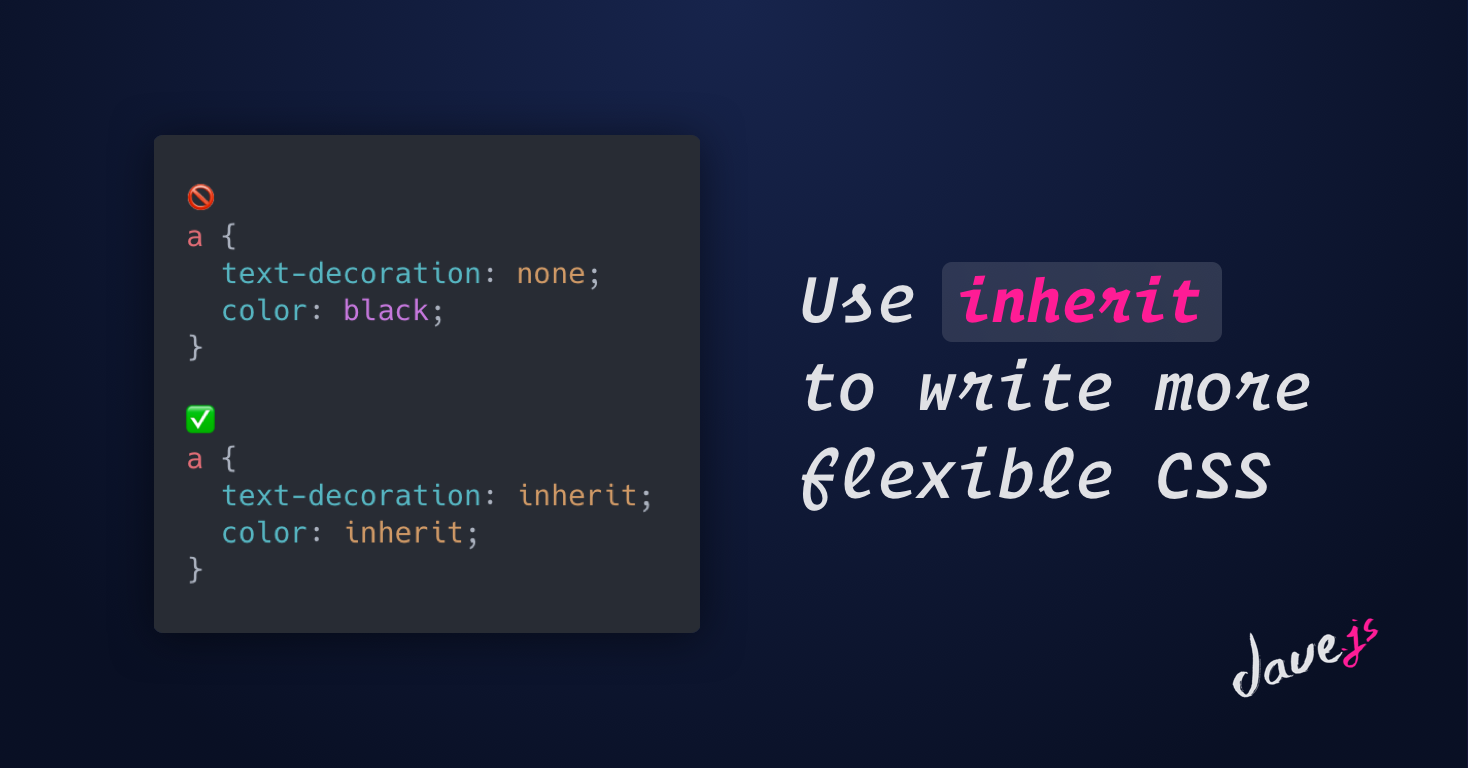 🚫
a {
  text-decoration: none;
  color: black;
}
✅
a {
  text-decoration: inherit;
  color: inherit;
}
Use inherit
to write more
flexible CSS
davejs